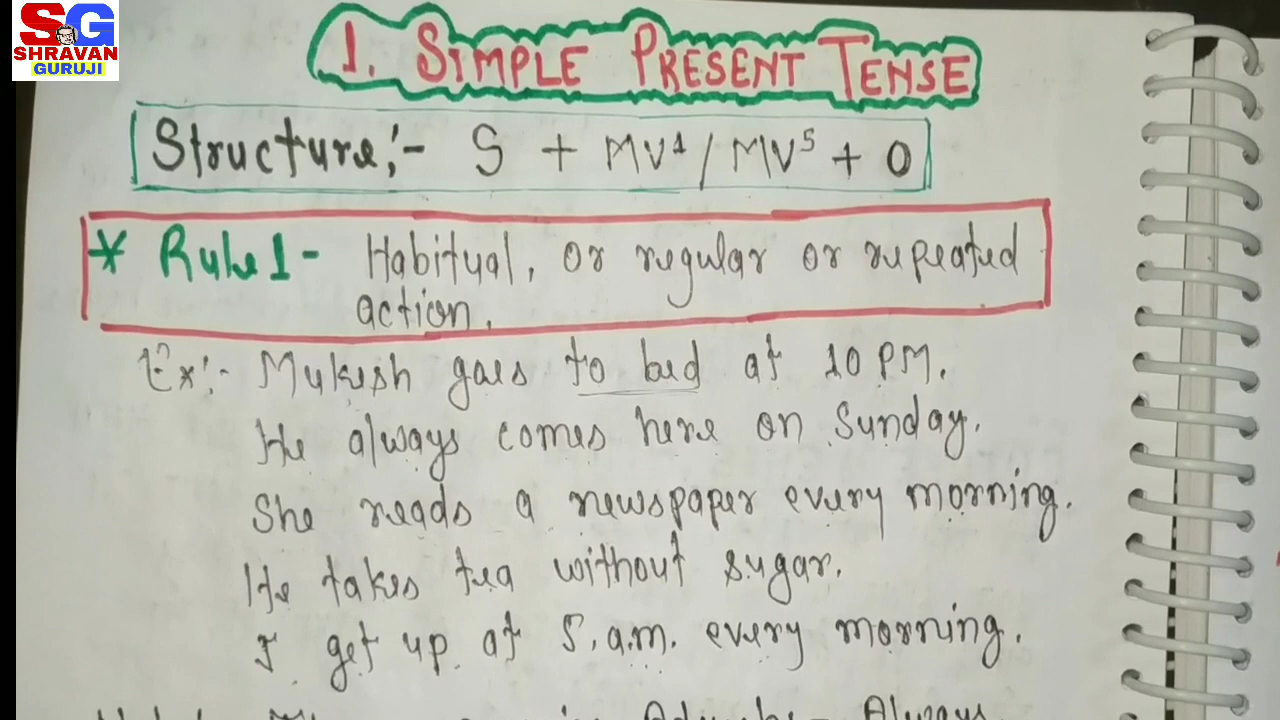 SG
SHRAVAN
GURUJI
1. SIMPLE PRESENT TENSE
Structure:- S + MV¹ / MV⁵ + O
* Rule 1 - Habitual, or regular or repeated
action.
Ex:- Mukesh goes to bed at 10 PM.
He always comes here on Sunday.
She reads a newspaper every morning.
He takes tea without sugar.
I get up at 5.a.m. every morning.
Always